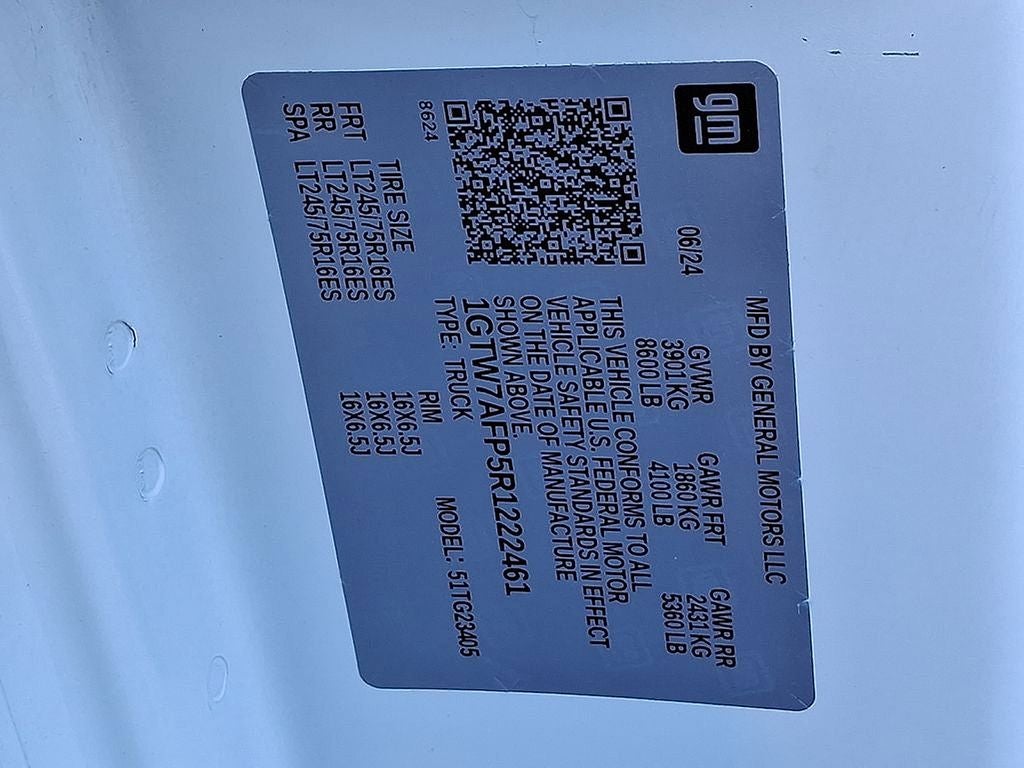 gm
MFD BY GENERAL MOTORS LLC
06/24
GVWR GAWR FRT GAWR RR
3901 KG 1860 KG 2431 KG
8600 LB 4100 LB 5360 LB
THIS VEHICLE CONFORMS TO ALL
APPLICABLE U.S. FEDERAL MOTOR
VEHICLE SAFETY STANDARDS IN EFFECT
ON THE DATE OF MANUFACTURE
SHOWN ABOVE.
1GTW7AFP5R1222461
TYPE: TRUCK MODEL: 51TG23405
8624
TIRE SIZE RIM
FRT LT245/75R16ES 16X6.5J
RR LT245/75R16ES 16X6.5J
SPA LT245/75R16ES 16X6.5J